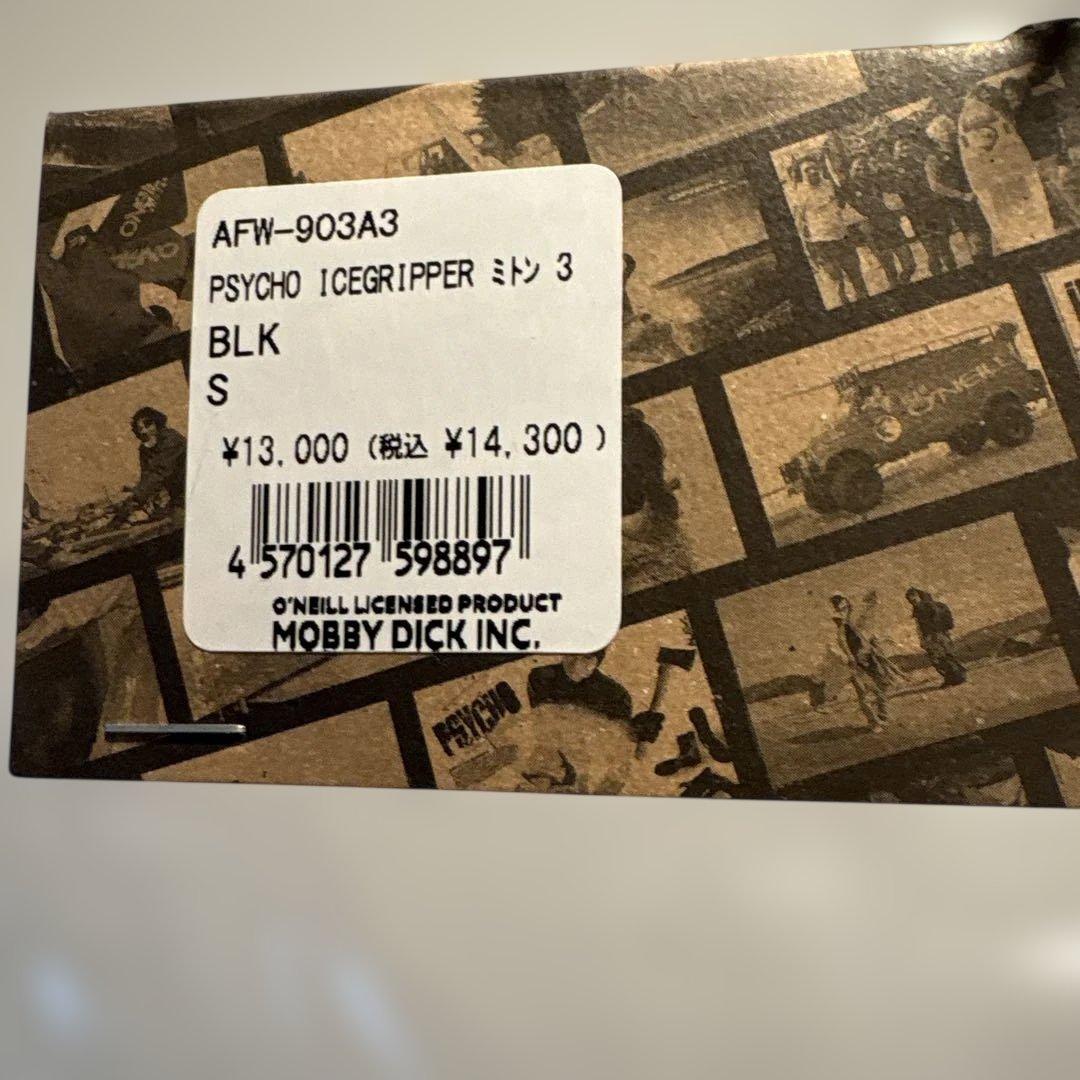 AFW-903A3
PSYCHO ICEGRIPPER ミトン 3
BLK
S
¥13,000 (税込 ¥14,300 )
4 570127 598897
O'NEILL LICENSED PRODUCT
MOBBY DICK INC.
O'NEILL
PSYCHO